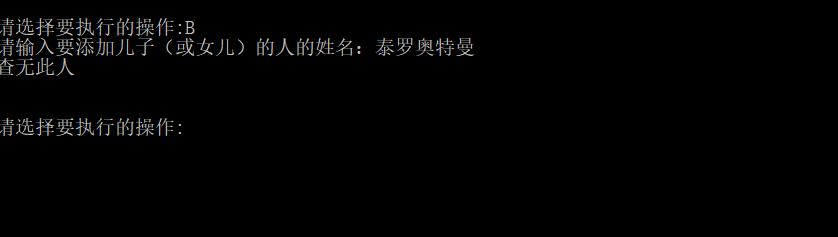 请选择要执行的操作:B
请输入要添加儿子（或女儿）的人的姓名：泰罗奥特曼
查无此人
请选择要执行的操作: